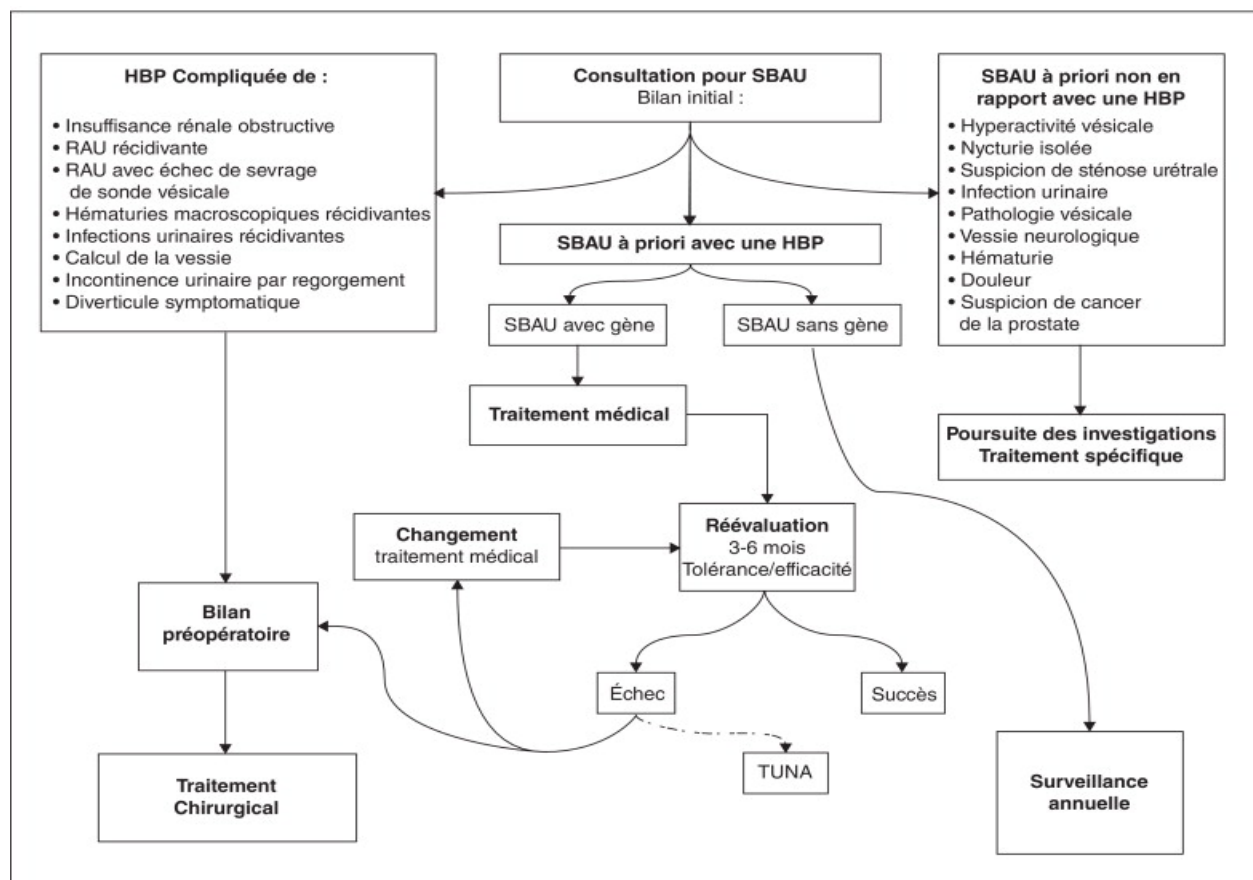 HBP Compliquée de :
• Insuffisance rénale obstructive
• RAU récidivante
• RAU avec échec de sevrage
de sonde vésicale
• Hématuries macroscopiques récidivantes
• Infections urinaires récidivantes
• Calcul de la vessie
• Incontinence urinaire par regorgement
• Diverticule symptomatique
Consultation pour SBAU
Bilan initial :
SBAU à priori non en
rapport avec une HBP
• Hyperactivité vésicale
• Nycturie isolée
• Suspicion de sténose urétrale
• Infection urinaire
• Pathologie vésicale
• Vessie neurologique
• Hématurie
• Douleur
• Suspicion de cancer
de la prostate
SBAU à priori avec une HBP
SBAU avec gène
SBAU sans gène
Traitement médical
Poursuite des investigations
Traitement spécifique
Changement
traitement médical
Réévaluation
3-6 mois
Tolérance/efficacité
Bilan
préopératoire
Échec
Succès
TUNA
Traitement
Chirurgical
Surveillance
annuelle